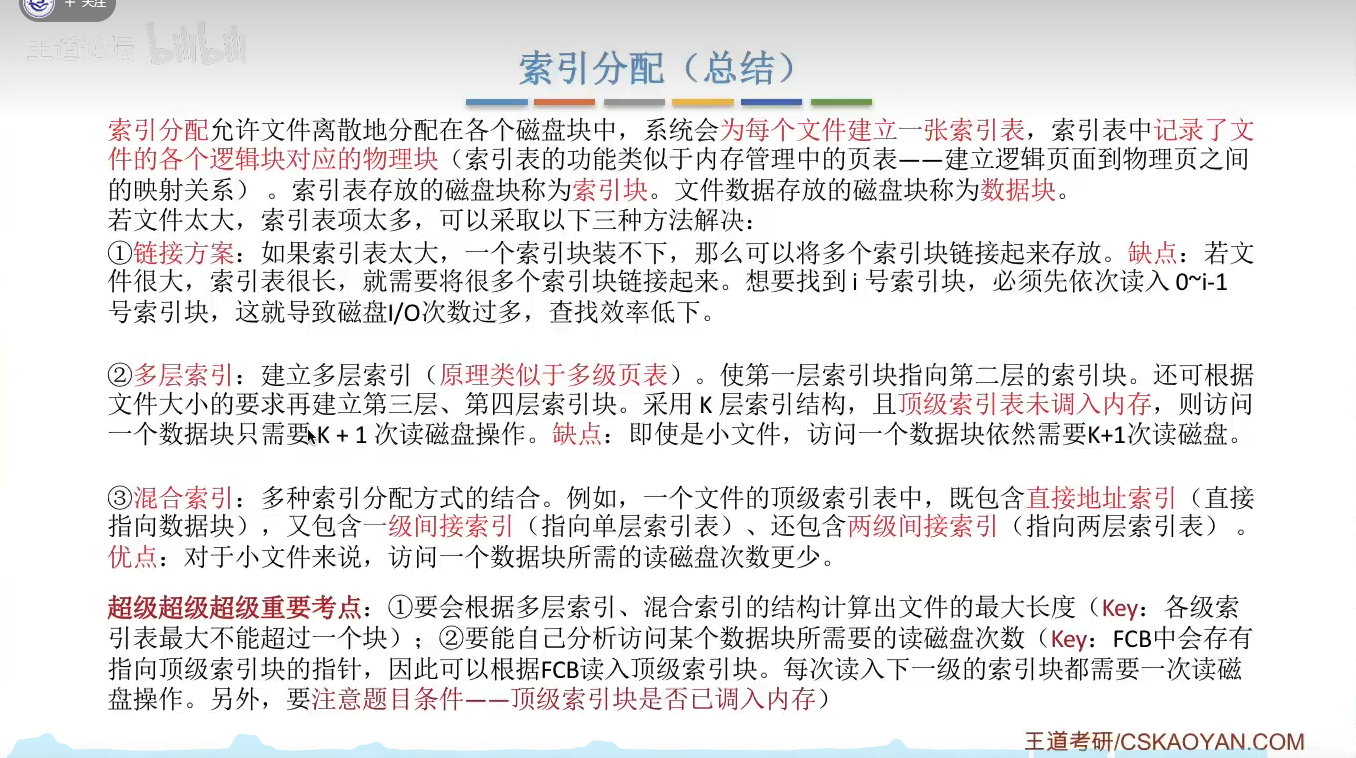 + 关注
王道论坛 bilibili
索引分配（总结）
索引分配允许文件离散地分配在各个磁盘块中，系统会为每个文件建立一张索引表，索引表中记录了文
件的各个逻辑块对应的物理块（索引表的功能类似于内存管理中的页表——建立逻辑页面到物理页之间
的映射关系）。索引表存放的磁盘块称为索引块。文件数据存放的磁盘块称为数据块。
若文件太大，索引表项太多，可以采取以下三种方法解决：
①链接方案：如果索引表太大，一个索引块装不下，那么可以将多个索引块链接起来存放。缺点：若文
件很大，索引表很长，就需要将很多个索引块链接起来。想要找到 i 号索引块，必须先依次读入 0~i-1
号索引块，这就导致磁盘I/O次数过多，查找效率低下。
②多层索引：建立多层索引（原理类似于多级页表）。使第一层索引块指向第二层的索引块。还可根据
文件大小的要求再建立第三层、第四层索引块。采用 K 层索引结构，且顶级索引表未调入内存，则访问
一个数据块只需要 K + 1 次读磁盘操作。缺点：即使是小文件，访问一个数据块依然需要K+1次读磁盘。
③混合索引：多种索引分配方式的结合。例如，一个文件的顶级索引表中，既包含直接地址索引（直接
指向数据块），又包含一级间接索引（指向单层索引表）、还包含两级间接索引（指向两层索引表）。
优点：对于小文件来说，访问一个数据块所需的读磁盘次数更少。
超级超级超级重要考点：①要会根据多层索引、混合索引的结构计算出文件的最大长度（Key：各级索
引表最大不能超过一个块）；②要能自己分析访问某个数据块所需要的读磁盘次数（Key：FCB中会存有
指向顶级索引块的指针，因此可以根据FCB读入顶级索引块。每次读入下一级的索引块都需要一次读磁
盘操作。另外，要注意题目条件——顶级索引块是否已调入内存）
王道考研/CSKAOYAN.COM